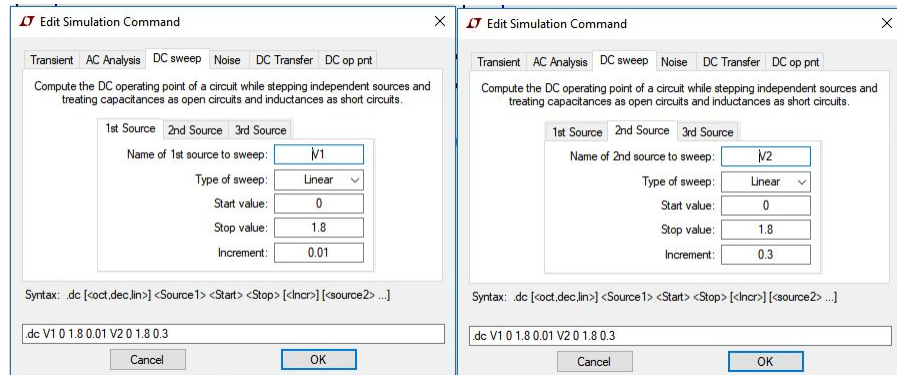 Edit Simulation Command
Transient AC Analysis DC sweep Noise DC Transfer DC op pnt
Compute the DC operating point of a circuit while stepping independent sources and
treating capacitances as open circuits and inductances as short circuits.
1st Source 2nd Source 3rd Source
Name of 1st source to sweep: V1
Type of sweep: Linear
Start value: 0
Stop value: 1.8
Increment: 0.01
Syntax: .dc [<oct,dec,lin>] <Source1> <Start> <Stop> [<Incr>] [<source2> ...]
.dc V1 0 1.8 0.01 V2 0 1.8 0.3
Cancel OK
Edit Simulation Command
Transient AC Analysis DC sweep Noise DC Transfer DC op pnt
Compute the DC operating point of a circuit while stepping independent sources and
treating capacitances as open circuits and inductances as short circuits.
1st Source 2nd Source 3rd Source
Name of 2nd source to sweep: V2
Type of sweep: Linear
Start value: 0
Stop value: 1.8
Increment: 0.3
Syntax: .dc [<oct,dec,lin>] <Source1> <Start> <Stop> [<Incr>] [<source2> ...]
.dc V1 0 1.8 0.01 V2 0 1.8 0.3
Cancel OK